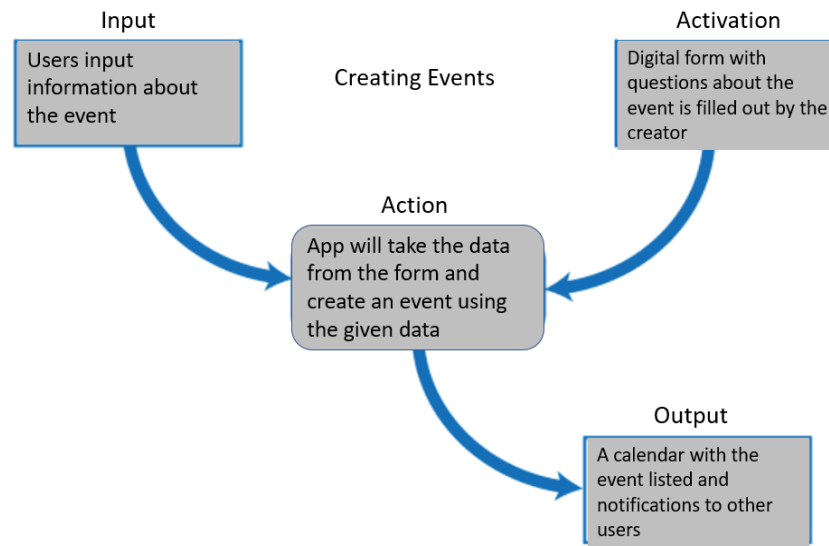 Input
Users input
information about
the event
Creating Events
Activation
Digital form with
questions about the
event is filled out by the
creator
Action
App will take the data
from the form and
create an event using
the given data
Output
A calendar with the
event listed and
notifications to other
users